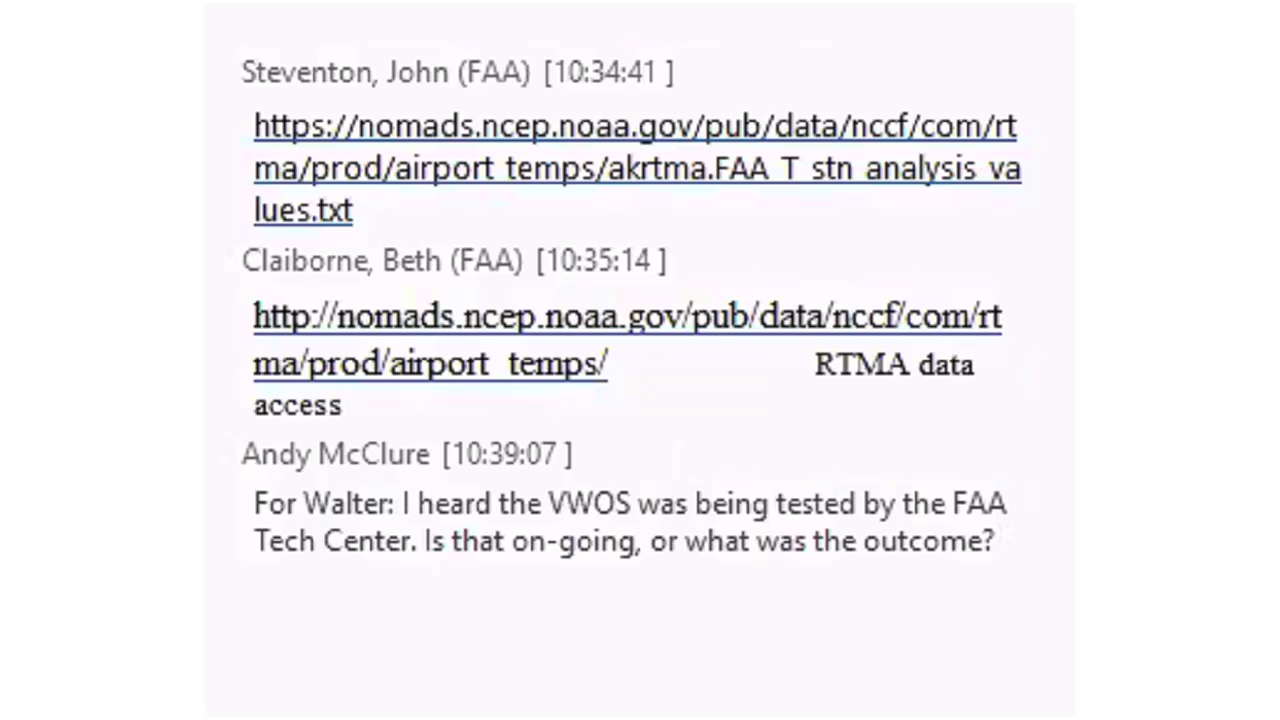 Steventon, John (FAA) [10:34:41 ]
https://nomads.ncep.noaa.gov/pub/data/nccf/com/rt
ma/prod/airport_temps/akrtma.FAA_T_stn_analysis_va
lues.txt
Claiborne, Beth (FAA) [10:35:14 ]
http://nomads.ncep.noaa.gov/pub/data/nccf/com/rt
ma/prod/airport_temps/ RTMA data
access
Andy McClure [10:39:07 ]
For Walter: I heard the VWOS was being tested by the FAA
Tech Center. Is that on-going, or what was the outcome?